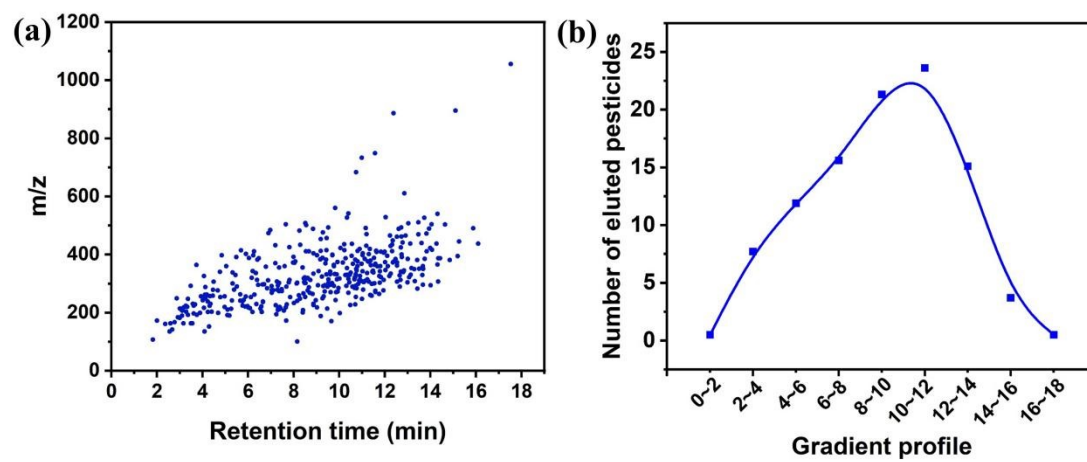 (a)
1200
1000
800
600
400
200
0
0 2 4 6 8 10 12 14 16 18
m/z
Retention time (min)
(b)
25
20
15
10
5
0
0~2 2~4 4~6 6~8 8~10 10~12 12~14 14~16 16~18
Number of eluted pesticides
Gradient profile